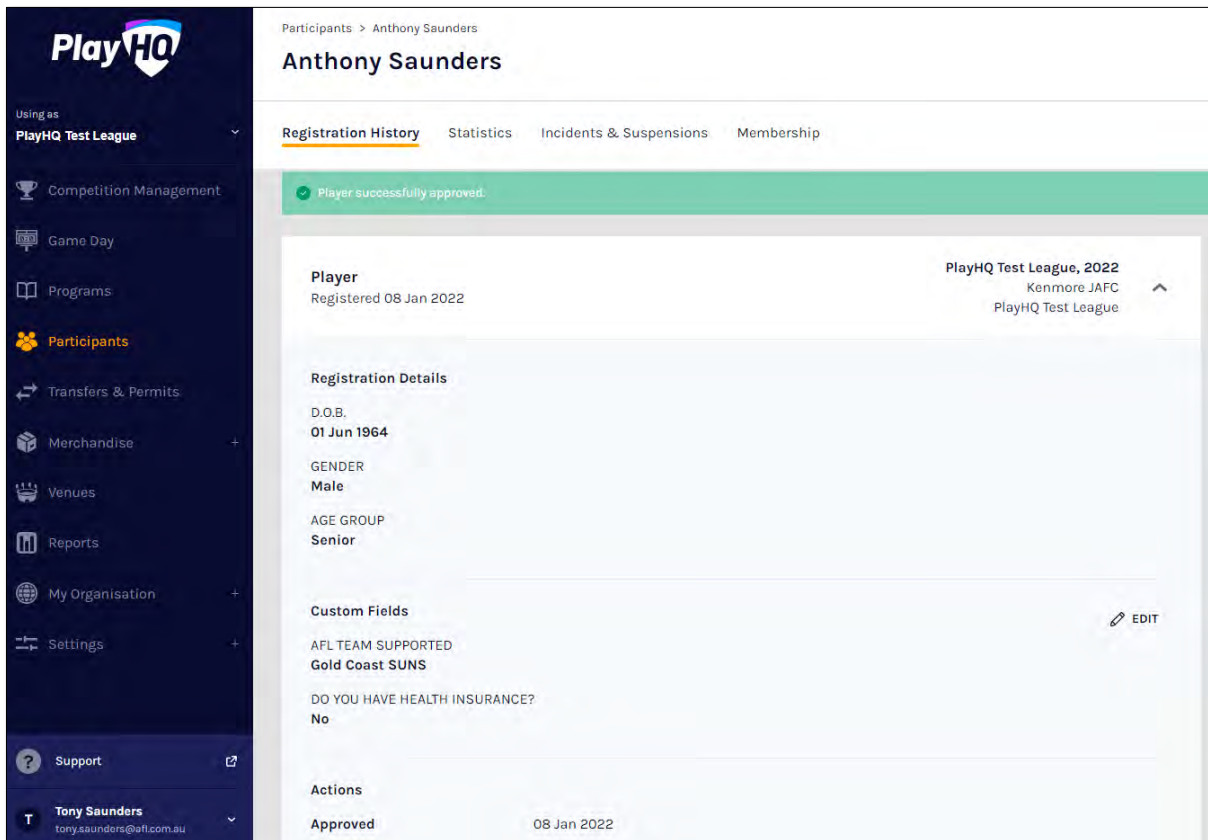 PlayHQ
Using as
PlayHQ Test League
Competition Management
Game Day
Programs
Participants
Transfers & Permits
Merchandise +
Venues
Reports
My Organisation +
Settings +
Support
T
Tony Saunders
tony.saunders@afl.com.au
Participants > Anthony Saunders
Anthony Saunders
Registration History Statistics Incidents & Suspensions Membership
Player successfully approved.
Player
Registered 08 Jan 2022
PlayHQ Test League, 2022
Kenmore JAFC
PlayHQ Test League
Registration Details
D.O.B.
01 Jun 1964
GENDER
Male
AGE GROUP
Senior
Custom Fields
EDIT
AFL TEAM SUPPORTED
Gold Coast SUNS
DO YOU HAVE HEALTH INSURANCE?
No
Actions
Approved 08 Jan 2022